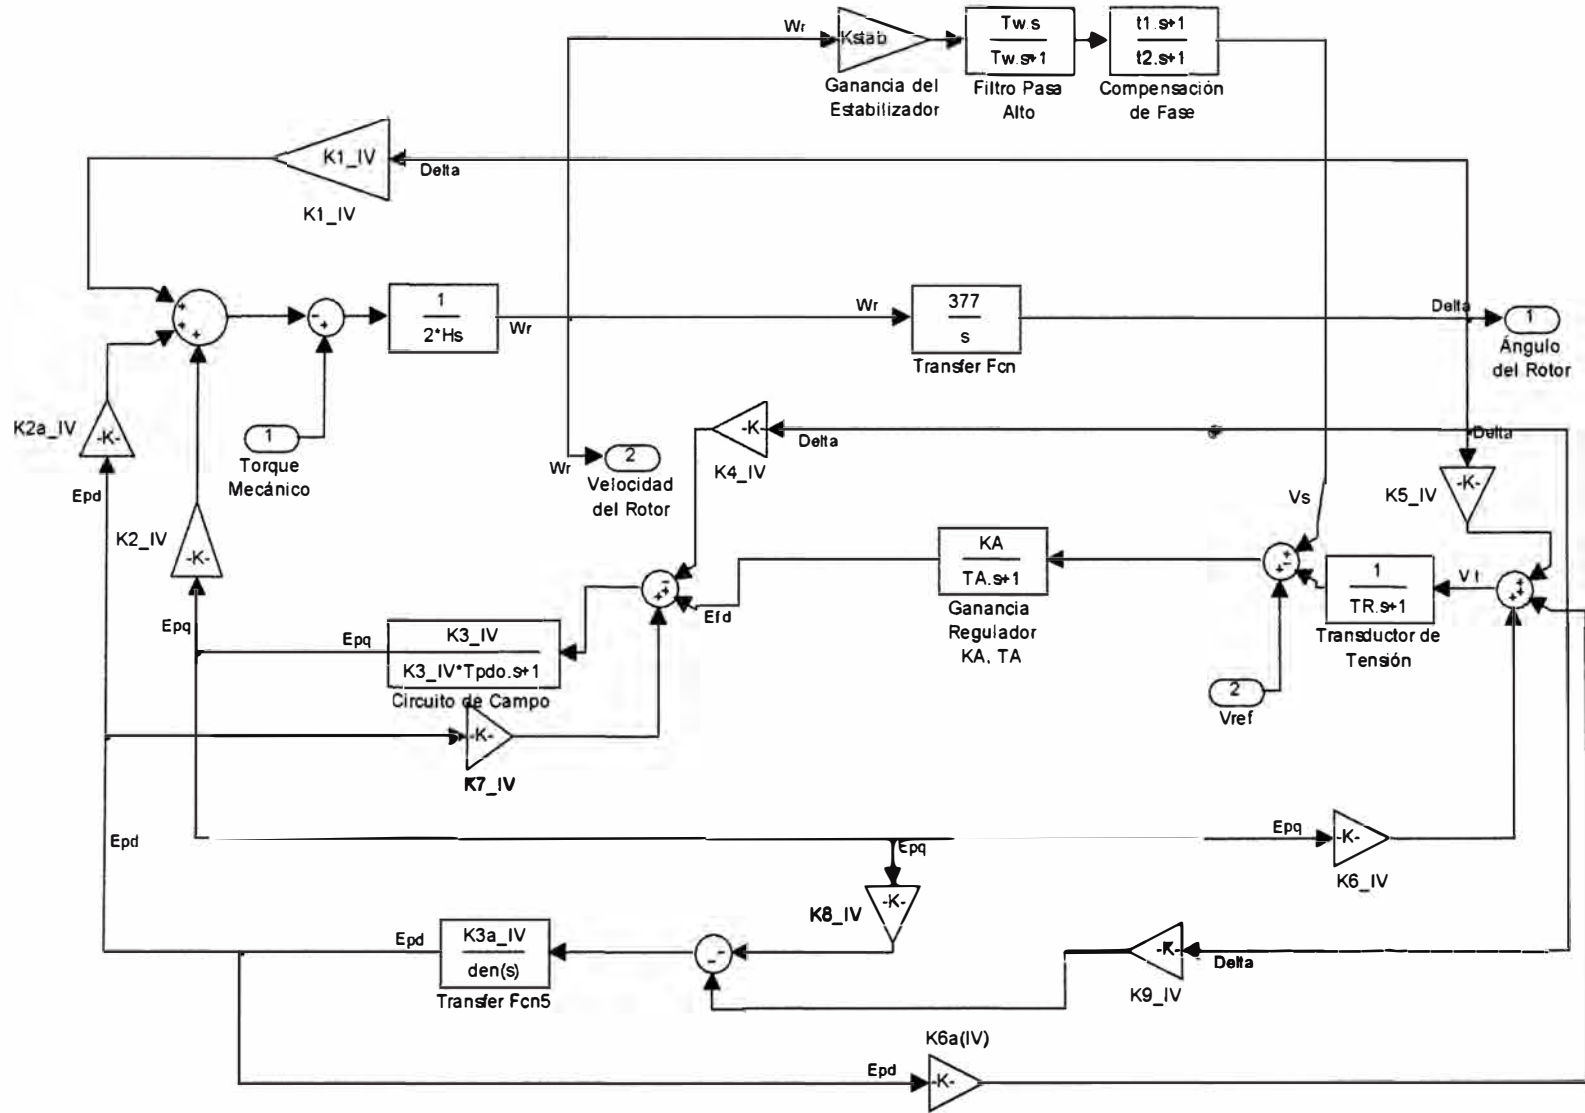 Wr
Wr
Kstab
Tw.s
Tw.s+1
t1.s+1
t2.s+1
Ganancia del
Estabilizador
Filtro Pasa
Alto
Compensación
de Fase
K1_IV
Delta
K1_IV
+
+
+
-
+
1
2*Hs
Wr
Wr
377
s
Transfer Fcn
Delta
1
Ángulo
del Rotor
K2a_IV
-K-
1
Torque
Mecánico
Epd
Wr
2
Velocidad
del Rotor
-K-
Delta
K4_IV
Delta
-K-
K5_IV
Vs
K2_IV
-K-
Epq
Epq
K3_IV
K3_IV*Tpdo.s+1
Circuito de Campo
-
+
+
Efd
KA
TA.s+1
Ganancia
Regulador
KA, TA
+
+
-
1
TR.s+1
Transductor de
Tensión
Vt
+
+
+
2
Vref
-K-
K7_IV
Epd
Epq
-K-
K8_IV
Epq
-K-
K6_IV
Epd
K3a_IV
den(s)
Transfer Fcn5
-
-
-K-
Delta
K9_IV
K6a(IV)
Epd
-K-